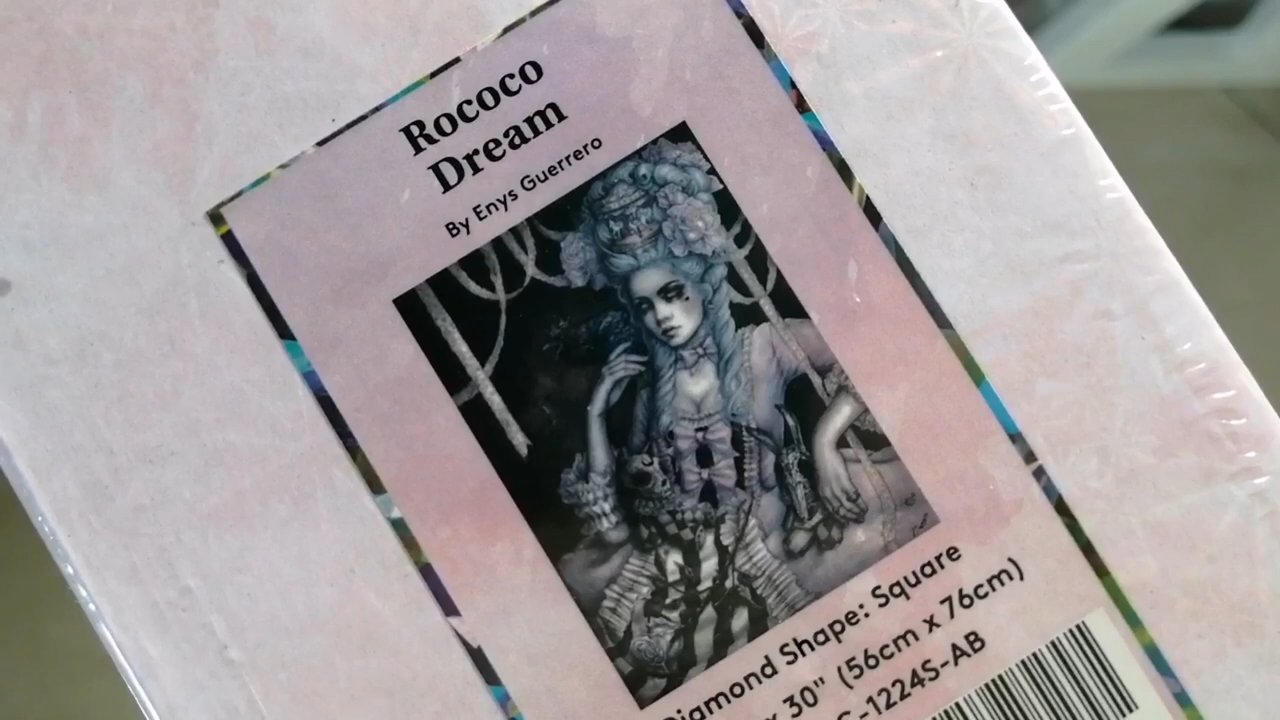 Rococo
Dream
By Enys Guerrero
Diamond Shape: Square
x 30" (56cm x 76cm)
-1224S-AB